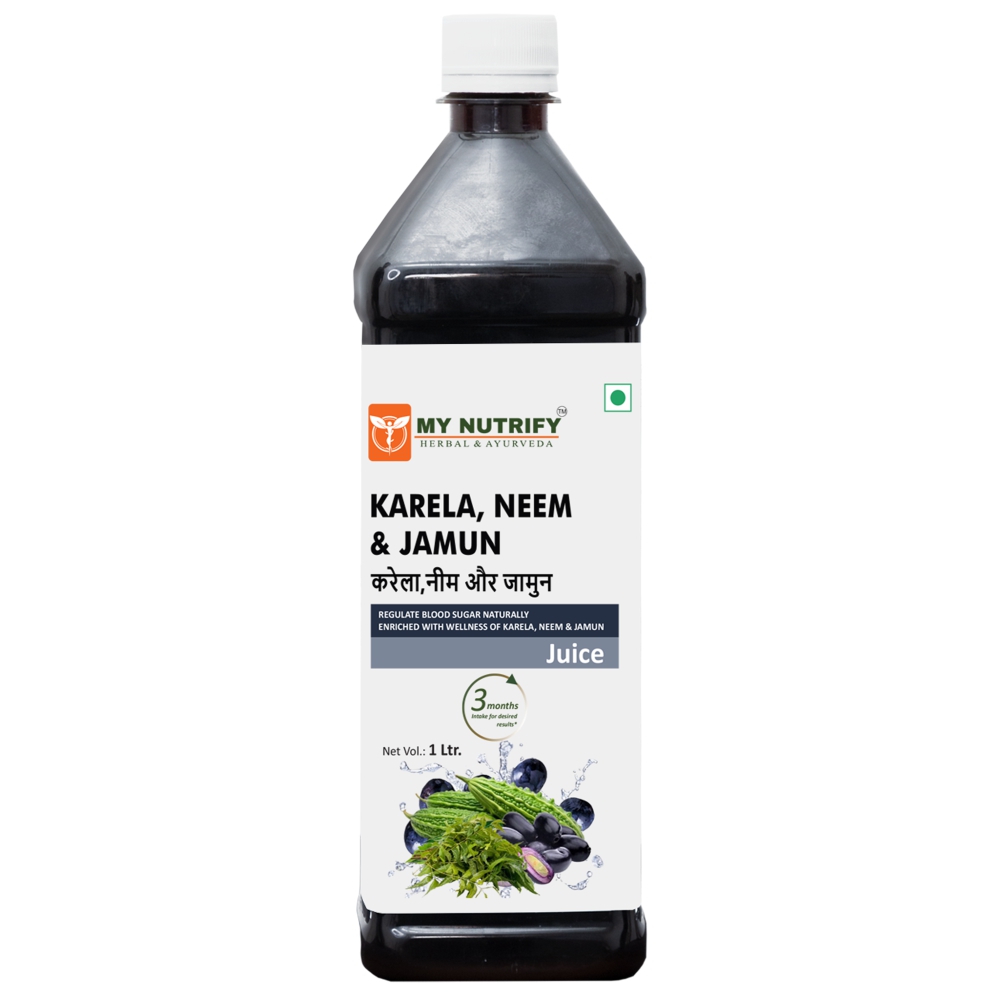 MY NUTRIFY TM
HERBAL & AYURVEDA
KARELA, NEEM
& JAMUN
करेला,नीम और जामुन
REGULATE BLOOD SUGAR NATURALLY
ENRICHED WITH WELLNESS OF KARELA, NEEM & JAMUN
Juice
3 months
Intake for desired
results*
Net Vol.: 1 Ltr.